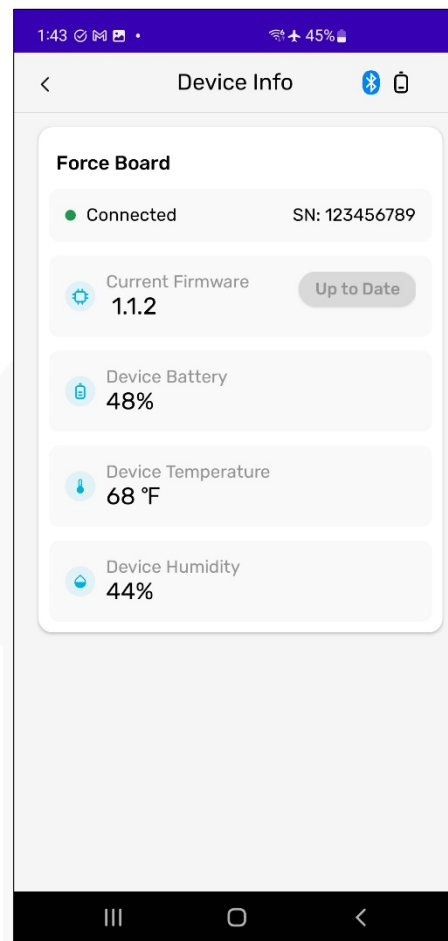 1:43 45%
Device Info
Force Board
Connected SN: 123456789
Current Firmware
1.1.2 Up to Date
Device Battery
48%
Device Temperature
68 °F
Device Humidity
44%